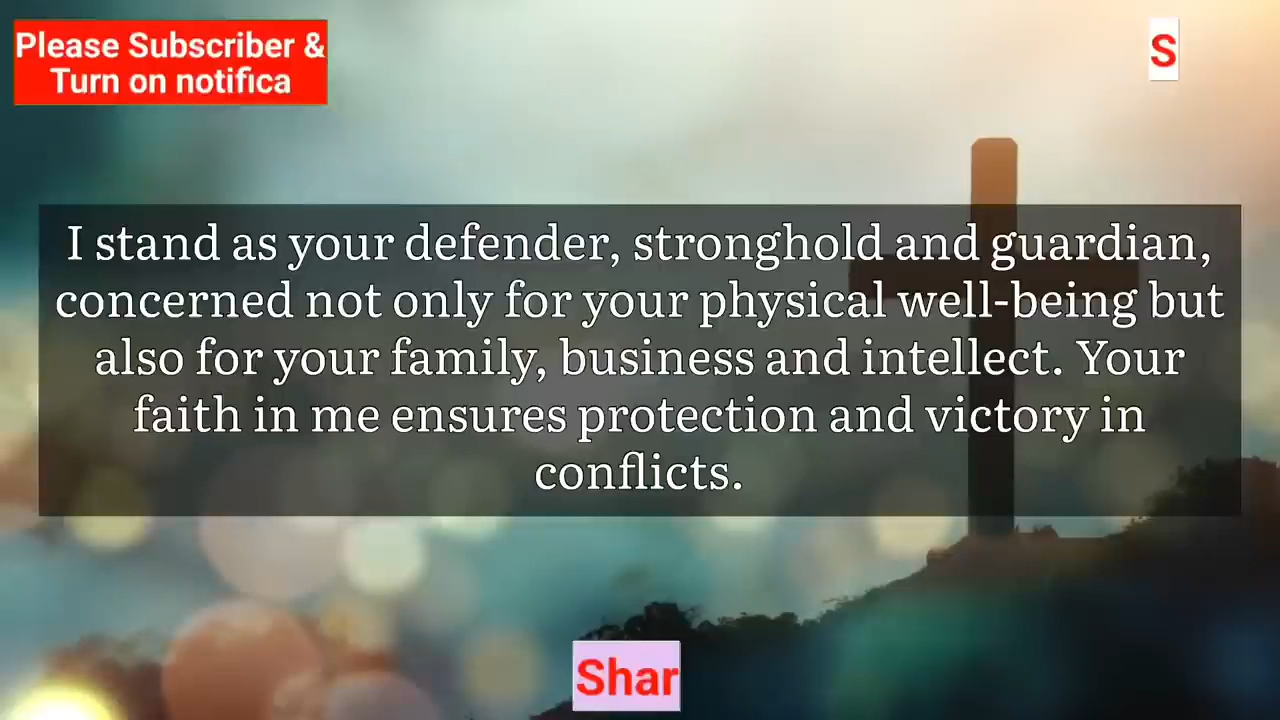 Please Subscriber &
Turn on notifica
S
I stand as your defender, stronghold and guardian,
concerned not only for your physical well-being but
also for your family, business and intellect. Your
faith in me ensures protection and victory in
conflicts.
Shar